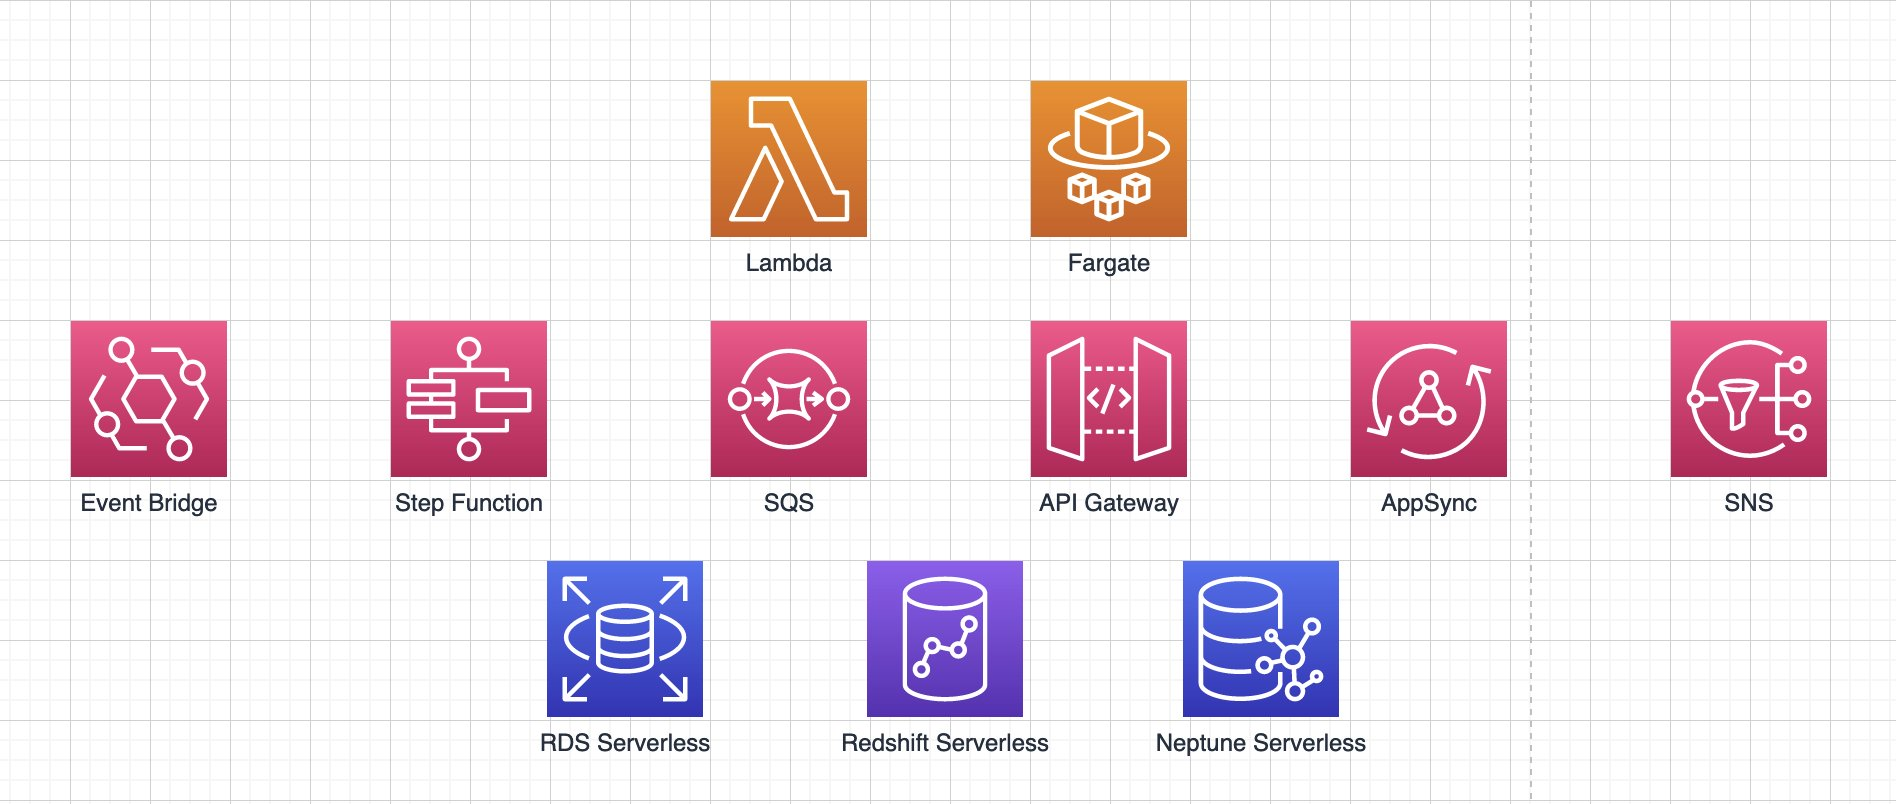 Lambda
Fargate
Event Bridge
Step Function
SQS
</>
API Gateway
AppSync
SNS
RDS Serverless
Redshift Serverless
Neptune Serverless